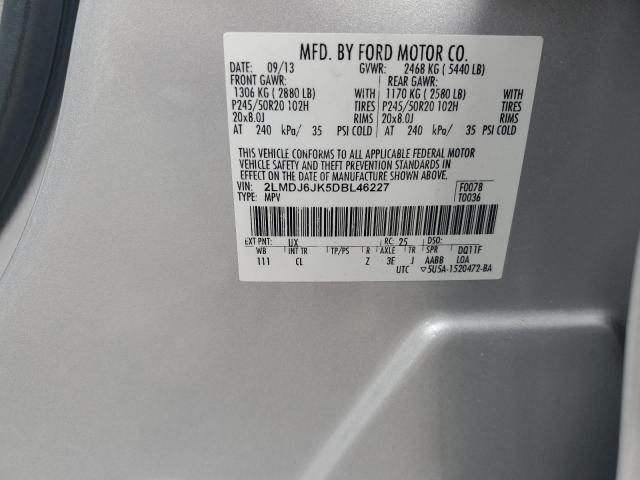 MFD. BY FORD MOTOR CO.
DATE: 09/13 GVWR: 2468 KG ( 5440 LB)
FRONT GAWR: REAR GAWR:
1306 KG ( 2880 LB) WITH 1170 KG ( 2580 LB) WITH
P245/50R20 102H TIRES P245/50R20 102H TIRES
20x8.0J RIMS 20x8.0J RIMS
AT 240 kPa/ 35 PSI COLD AT 240 kPa/ 35 PSI COLD
THIS VEHICLE CONFORMS TO ALL APPLICABLE FEDERAL MOTOR
VEHICLE SAFETY AND THEFT PREVENTION STANDARDS IN
EFFECT ON THE DATE OF MANUFACTURE SHOWN ABOVE.
VIN: 2LMDJ6JK5DBL46227 F0078
TYPE: MPV T0036
EXT PNT: UX RC: 25 DSO:
WB INT TR TP/PS R AXLE TR SPR DQ11F
111 CL Z 3E J AABB LOA
UTC ▽5U5A-1520472-BA